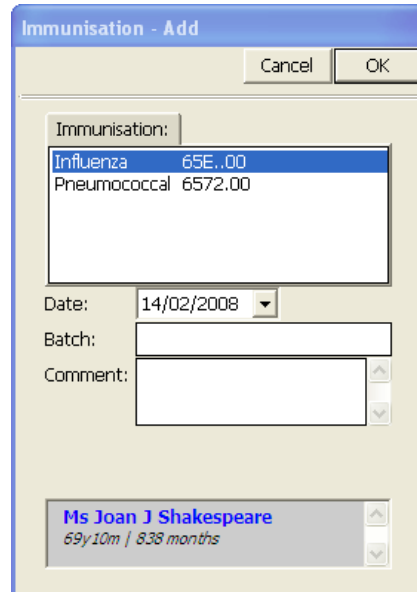 Immunisation - Add
Cancel OK
Immunisation:
Influenza 65E..00
Pneumococcal 6572.00
Date: 14/02/2008
Batch:
Comment:
Ms Joan J Shakespeare
69y10m | 838 months